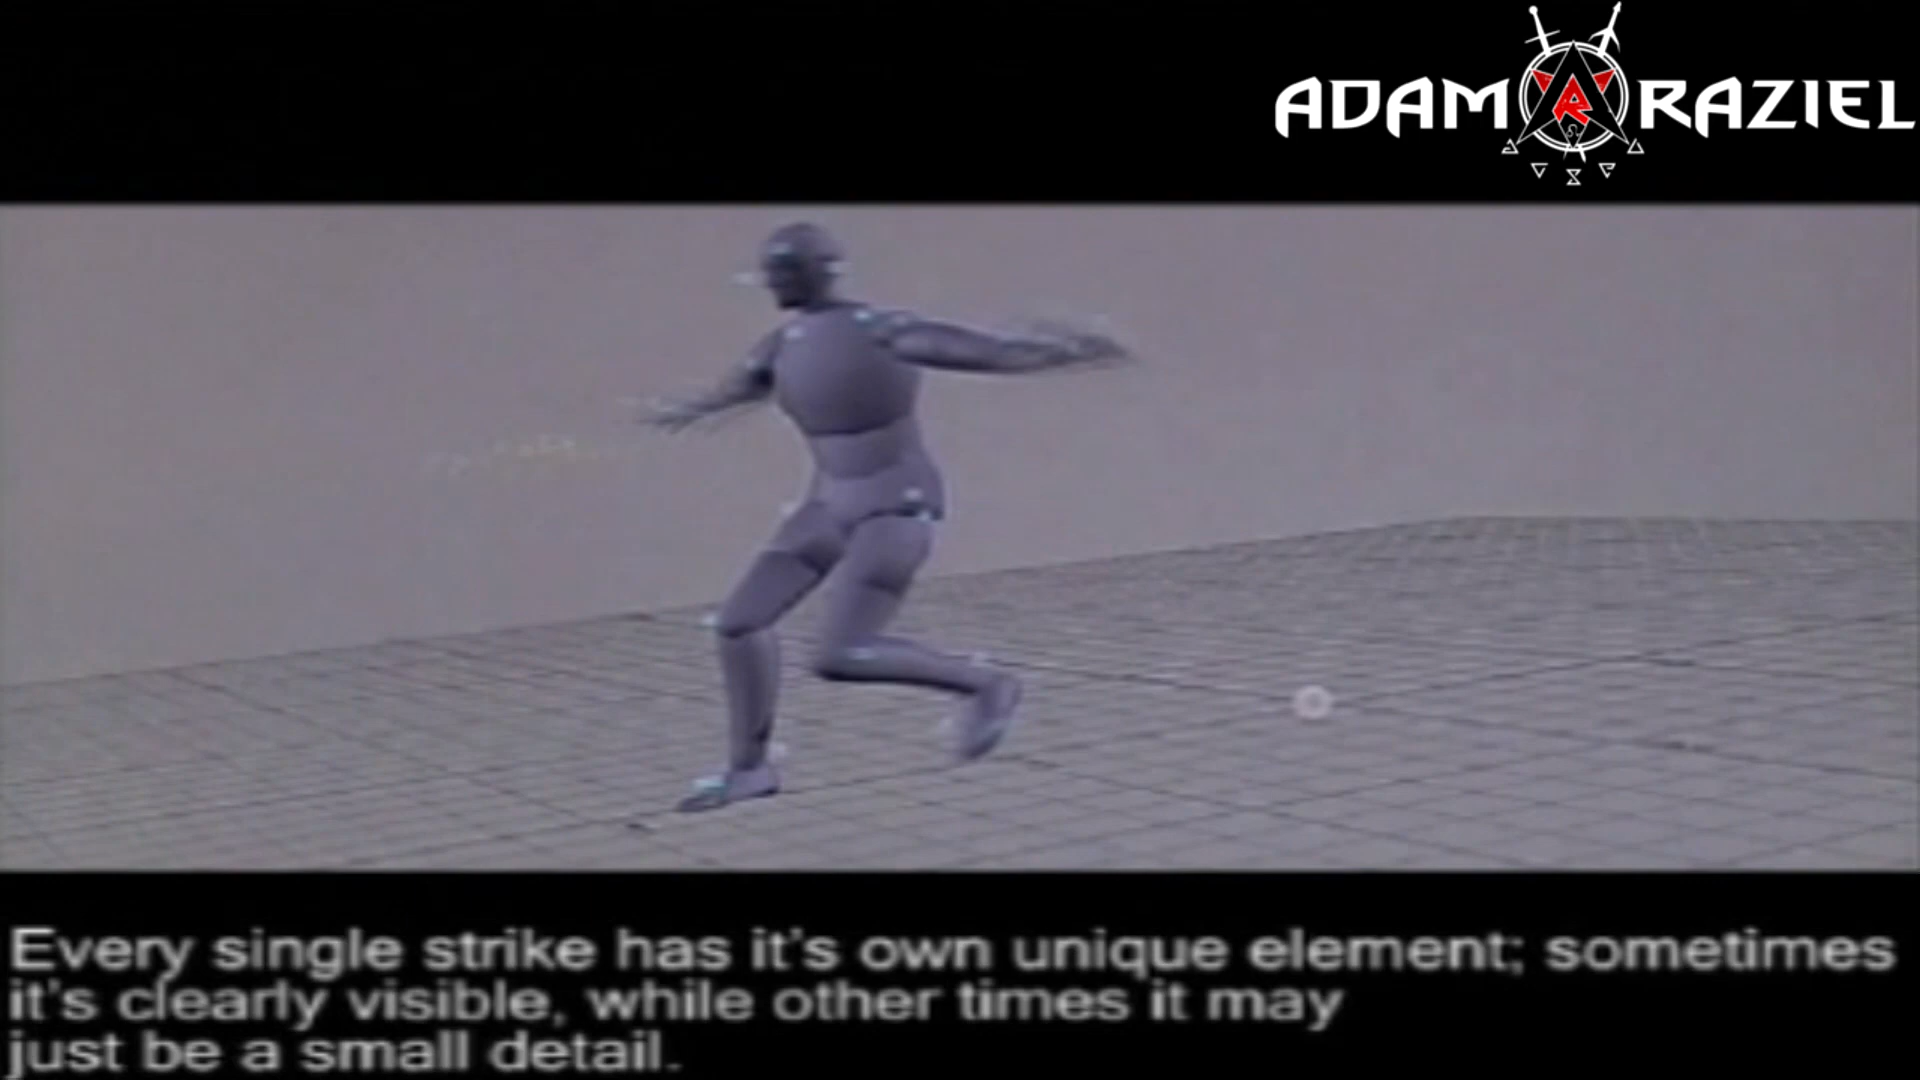 ADAM RAZIEL
Every single strike has it's own unique element; sometimes
it's clearly visible, while other times it may
just be a small detail.